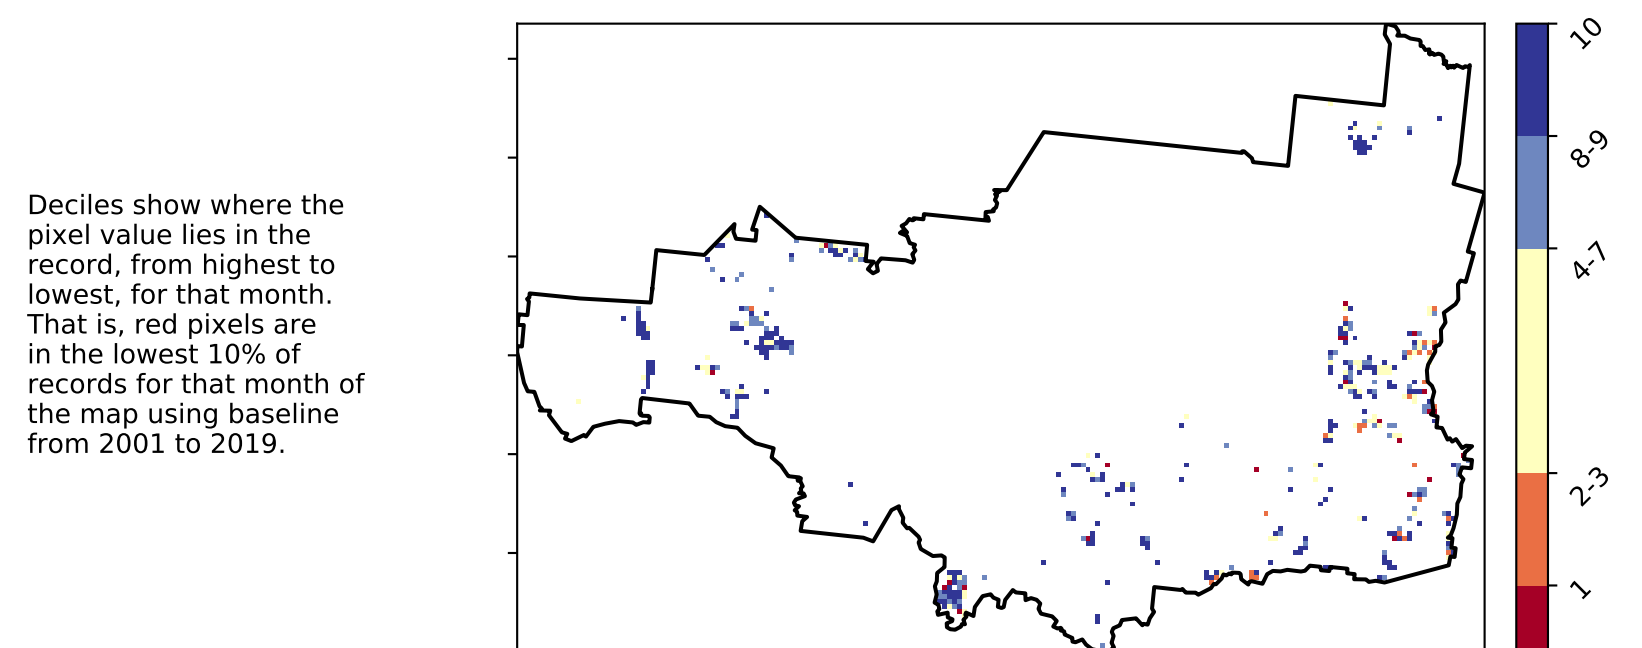 Deciles show where the
pixel value lies in the
record, from highest to
lowest, for that month.
That is, red pixels are
in the lowest 10% of
records for that month of
the map using baseline
from 2001 to 2019.
10
8-9
4-7
2-3
1